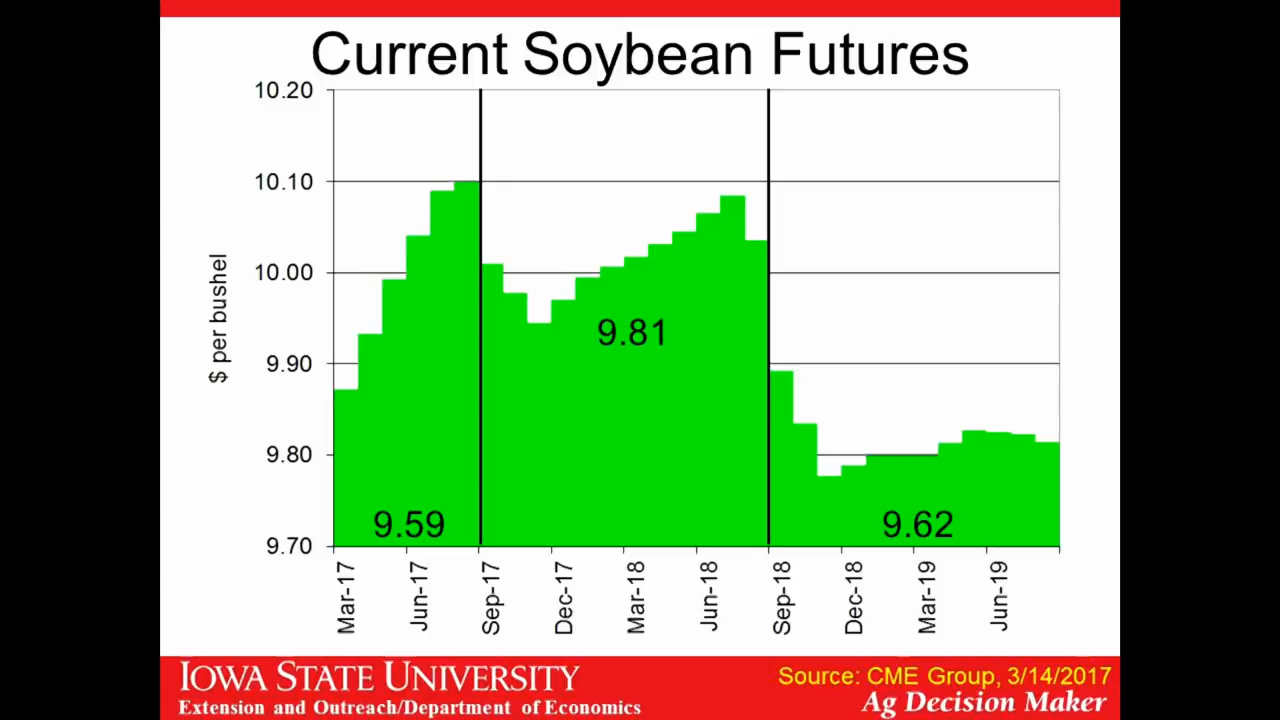 Current Soybean Futures
10.20
10.10
10.00
9.90
9.80
9.70
$ per bushel
9.59
9.81
9.62
Mar-17
Jun-17
Sep-17
Dec-17
Mar-18
Jun-18
Sep-18
Dec-18
Mar-19
Jun-19
IOWA STATE UNIVERSITY
Extension and Outreach/Department of Economics
Source: CME Group, 3/14/2017
Ag Decision Maker